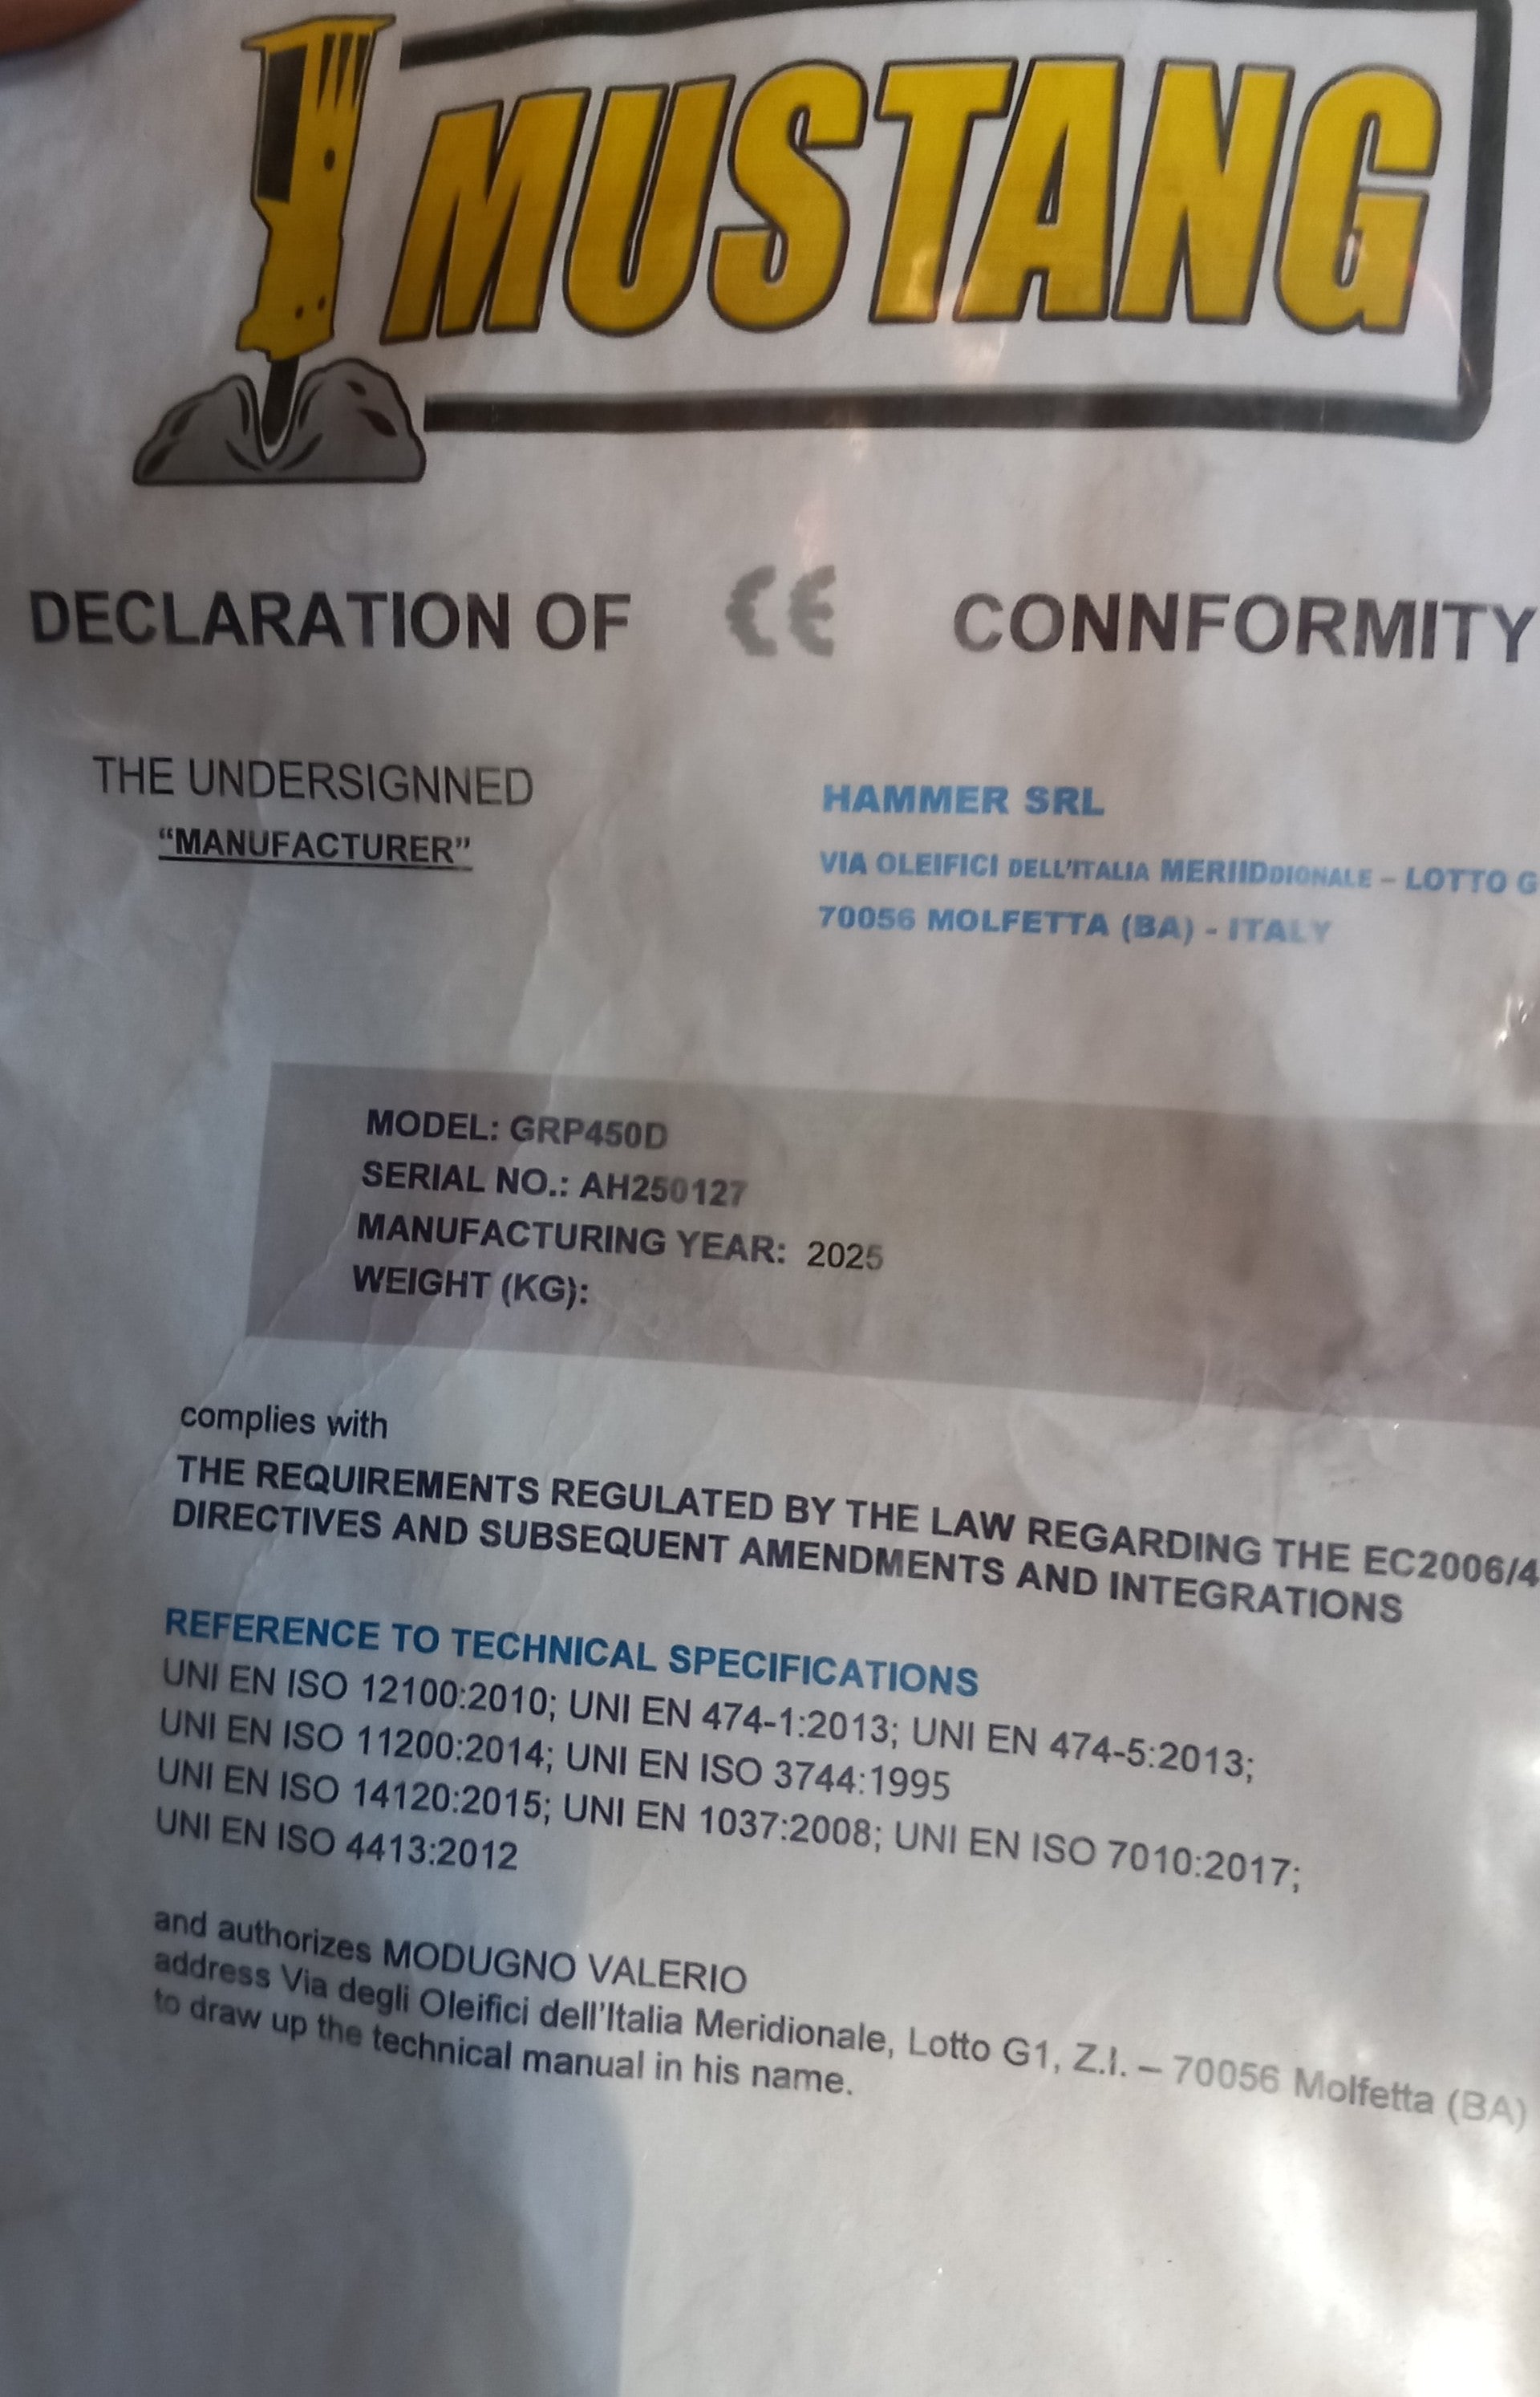 MUSTANG
DECLARATION OF CE CONNFORMITY
THE UNDERSIGNNED
“MANUFACTURER”
HAMMER SRL
VIA OLEIFICI DELL’ITALIA MERIIDDIONALE – LOTTO G
70056 MOLFETTA (BA) - ITALY
MODEL: GRP450D
SERIAL NO.: AH250127
MANUFACTURING YEAR: 2025
WEIGHT (KG):
complies with
THE REQUIREMENTS REGULATED BY THE LAW REGARDING THE EC2006/4
DIRECTIVES AND SUBSEQUENT AMENDMENTS AND INTEGRATIONS
REFERENCE TO TECHNICAL SPECIFICATIONS
UNI EN ISO 12100:2010; UNI EN 474-1:2013; UNI EN 474-5:2013;
UNI EN ISO 11200:2014; UNI EN ISO 3744:1995
UNI EN ISO 14120:2015; UNI EN 1037:2008; UNI EN ISO 7010:2017;
UNI EN ISO 4413:2012
and authorizes MODUGNO VALERIO
address Via degli Oleifici dell’Italia Meridionale, Lotto G1, Z.I. – 70056 Molfetta (BA)
to draw up the technical manual in his name.